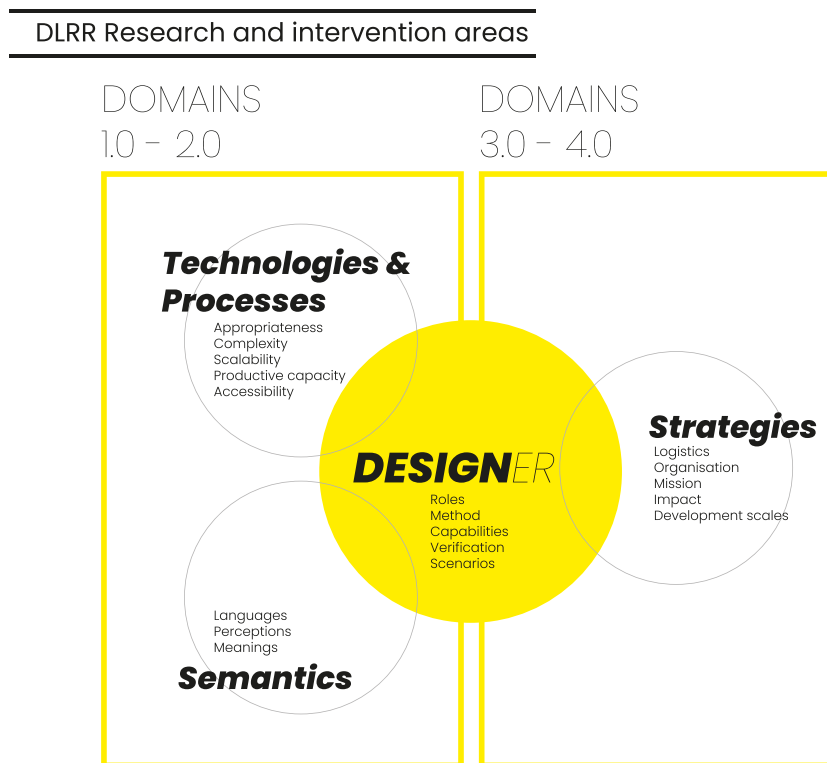 DLRR Research and intervention areas
DOMAINS
1.0 - 2.0
DOMAINS
3.0 - 4.0
Technologies &
Processes
Appropriateness
Complexity
Scalability
Productive capacity
Accessibility
DESIGNER
Roles
Method
Capabilities
Verification
Scenarios
Strategies
Logistics
Organisation
Mission
Impact
Development scales
Languages
Perceptions
Meanings
Semantics